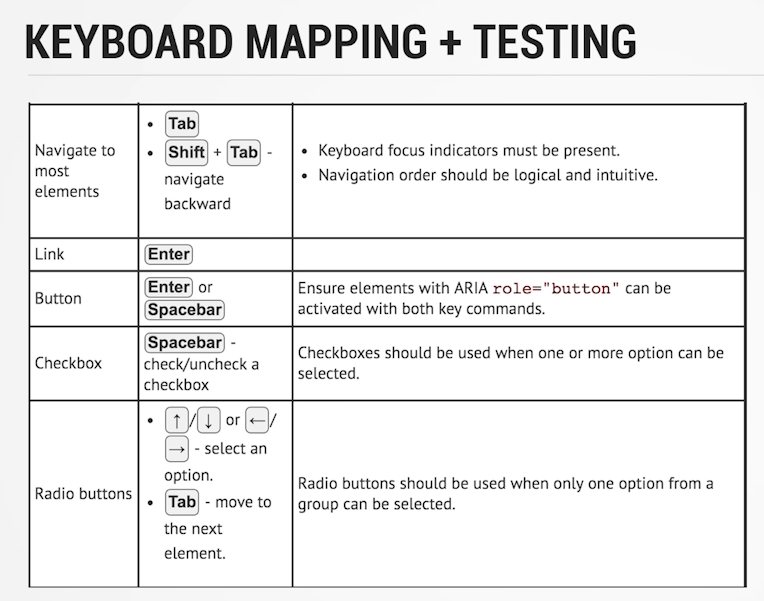 KEYBOARD MAPPING + TESTING
Navigate to
most
elements
• Tab
• Shift + Tab -
navigate
backward
• Keyboard focus indicators must be present.
• Navigation order should be logical and intuitive.
Link
Enter
Button
Enter or
Spacebar
Ensure elements with ARIA role="button" can be
activated with both key commands.
Checkbox
Spacebar -
check/uncheck a
checkbox
Checkboxes should be used when one or more option can be
selected.
Radio buttons
• ↑/↓ or ←/
→ - select an
option.
• Tab - move to
the next
element.
Radio buttons should be used when only one option from a
group can be selected.